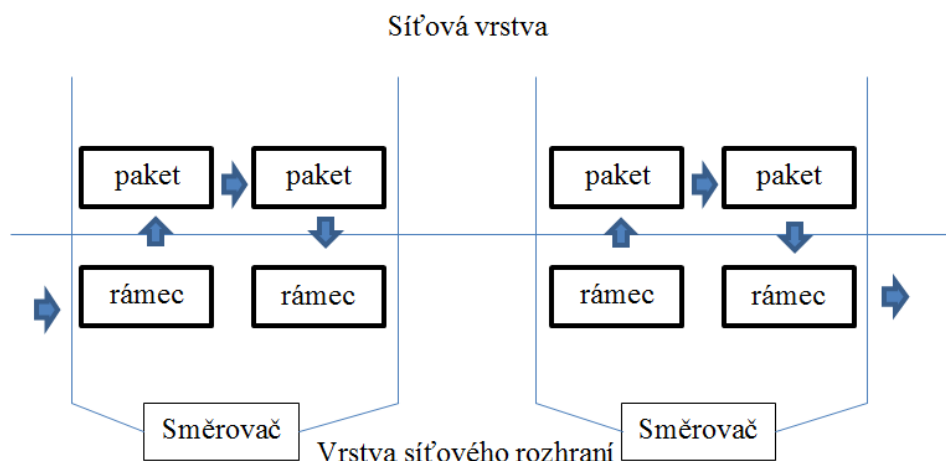 Síťová vrstva
paket paket paket paket
rámec rámec rámec rámec
Směrovač Směrovač
Vrstva síťového rozhraní